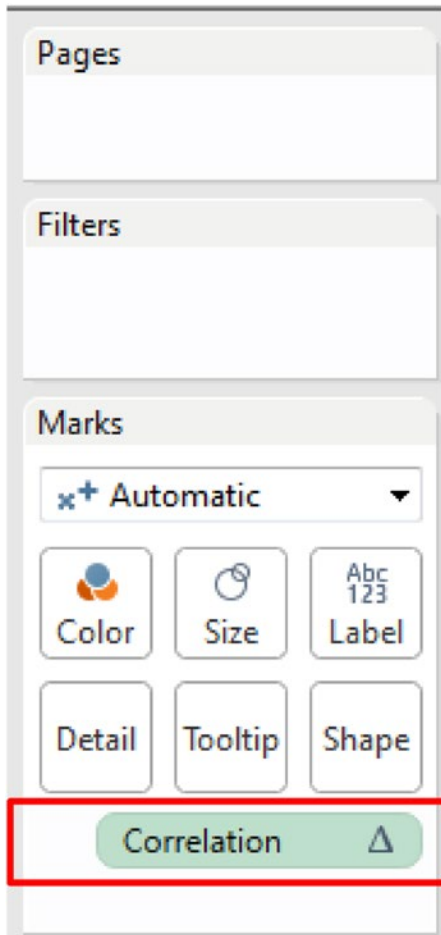 Pages
Filters
Marks
Automatic
Color
Size
Abc
123
Label
Detail
Tooltip
Shape
Correlation Δ